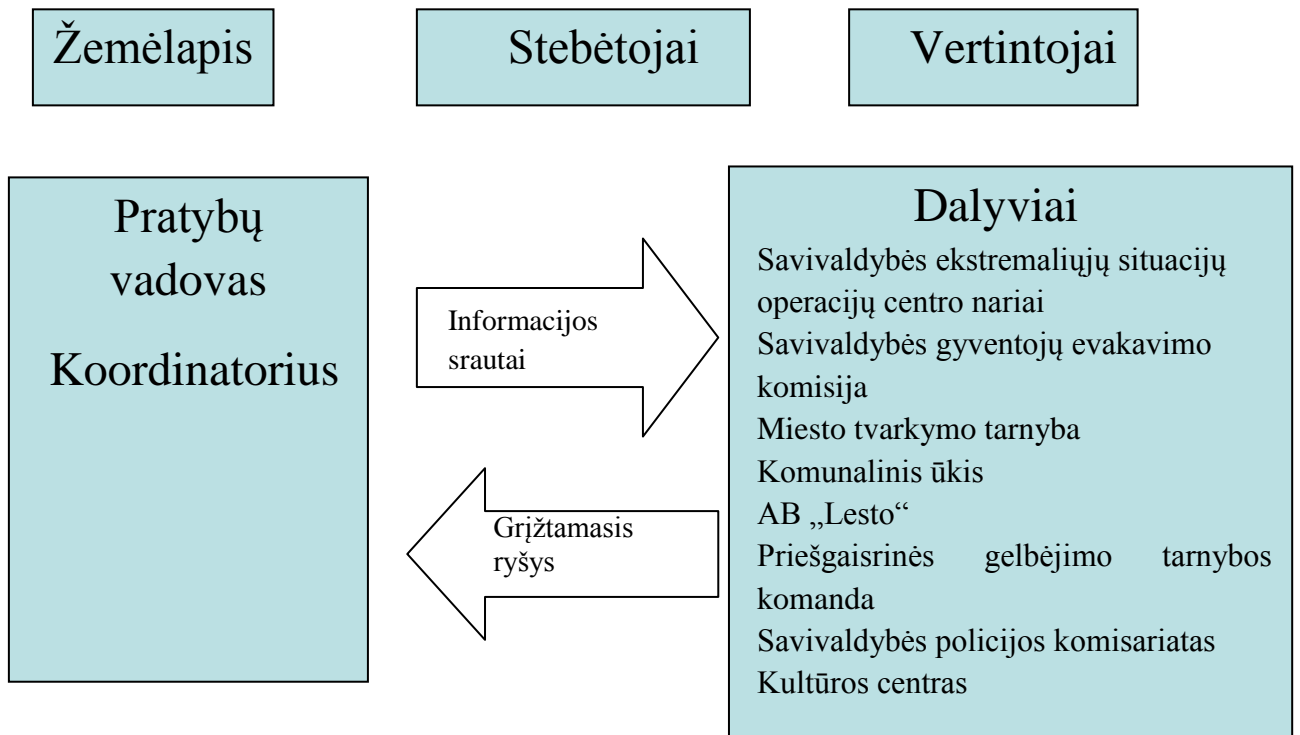 Žemėlapis
Stebėtojai
Vertintojai
Pratybų
vadovas
Koordinatorius
Informacijos
srautai
Grįžtamasis
ryšys
Dalyviai
Savivaldybės ekstremaliųjų situacijų
operacijų centro nariai
Savivaldybės gyventojų evakavimo
komisija
Miesto tvarkymo tarnyba
Komunalinis ūkis
AB „Lesto“
Priešgaisrinės gelbėjimo tarnybos
komanda
Savivaldybės policijos komisariatas
Kultūros centras